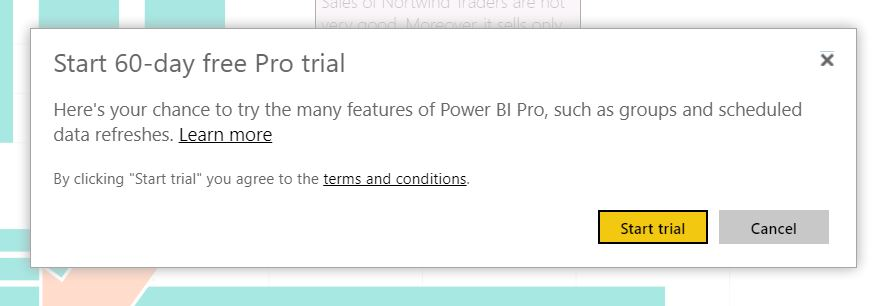 Sales of Nortwind Traders are not
very good. Moreover, it sells only
Start 60-day free Pro trial
Here's your chance to try the many features of Power BI Pro, such as groups and scheduled
data refreshes. Learn more
By clicking "Start trial" you agree to the terms and conditions.
Start trial Cancel